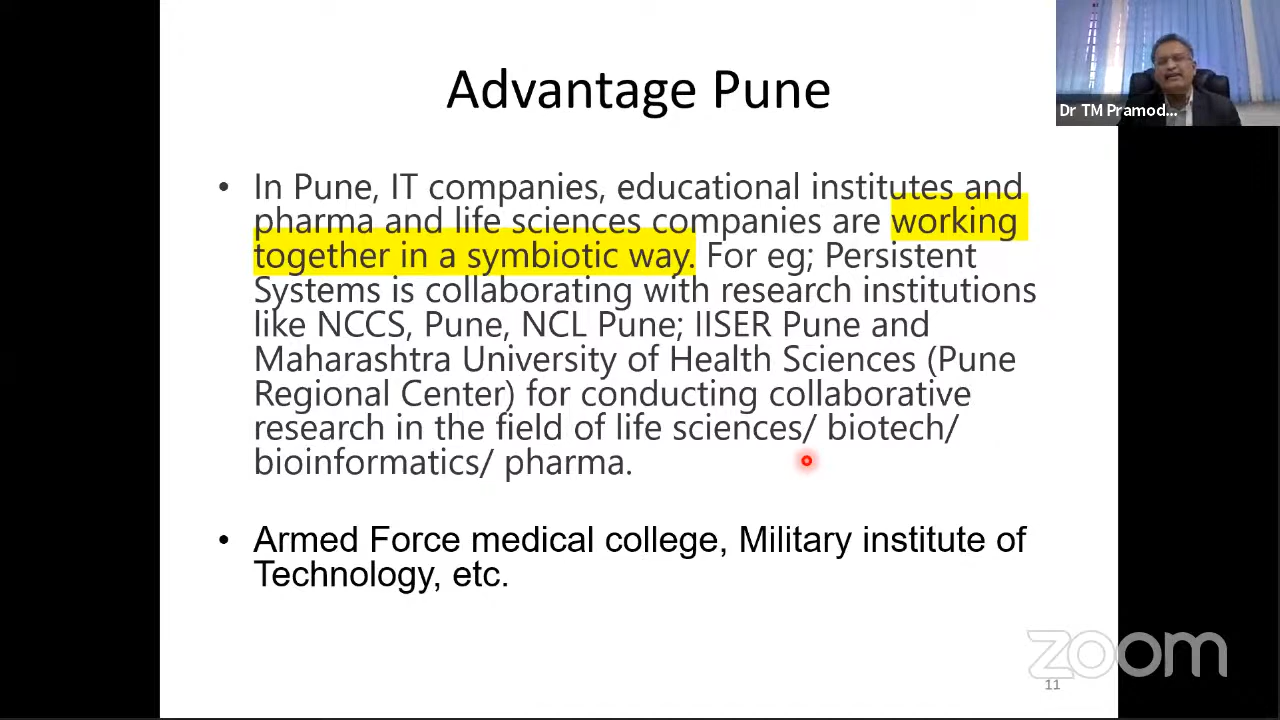 Advantage Pune
Dr TM Pramod...
• In Pune, IT companies, educational institutes and
pharma and life sciences companies are working
together in a symbiotic way. For eg; Persistent
Systems is collaborating with research institutions
like NCCS, Pune, NCL Pune; IISER Pune and
Maharashtra University of Health Sciences (Pune
Regional Center) for conducting collaborative
research in the field of life sciences/ biotech/
bioinformatics/ pharma.
• Armed Force medical college, Military institute of
Technology, etc.
zoom
11